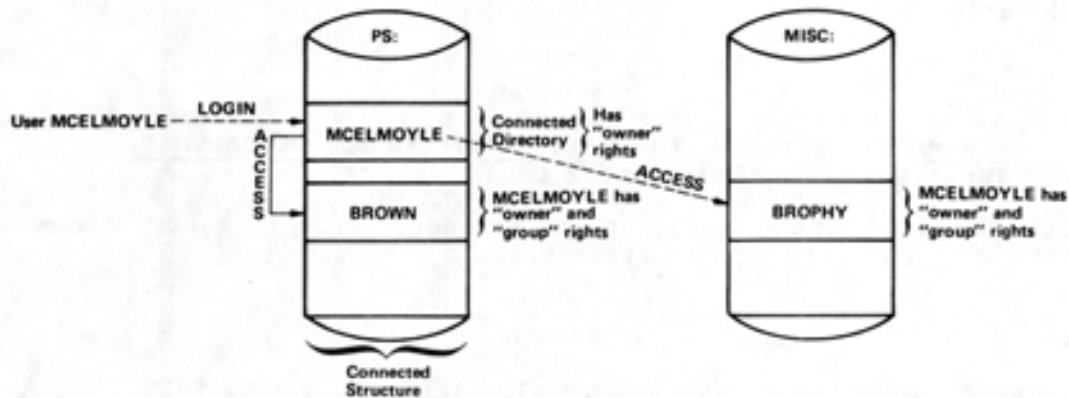 PS:
MISC:
User MCELMOYLE
LOGIN
ACCESS
MCELMOYLE
Connected
Directory
Has
"owner"
rights
ACCESS
BROWN
MCELMOYLE has
"owner" and
"group" rights
BROPHY
MCELMOYLE has
"owner" and
"group" rights
Connected
Structure